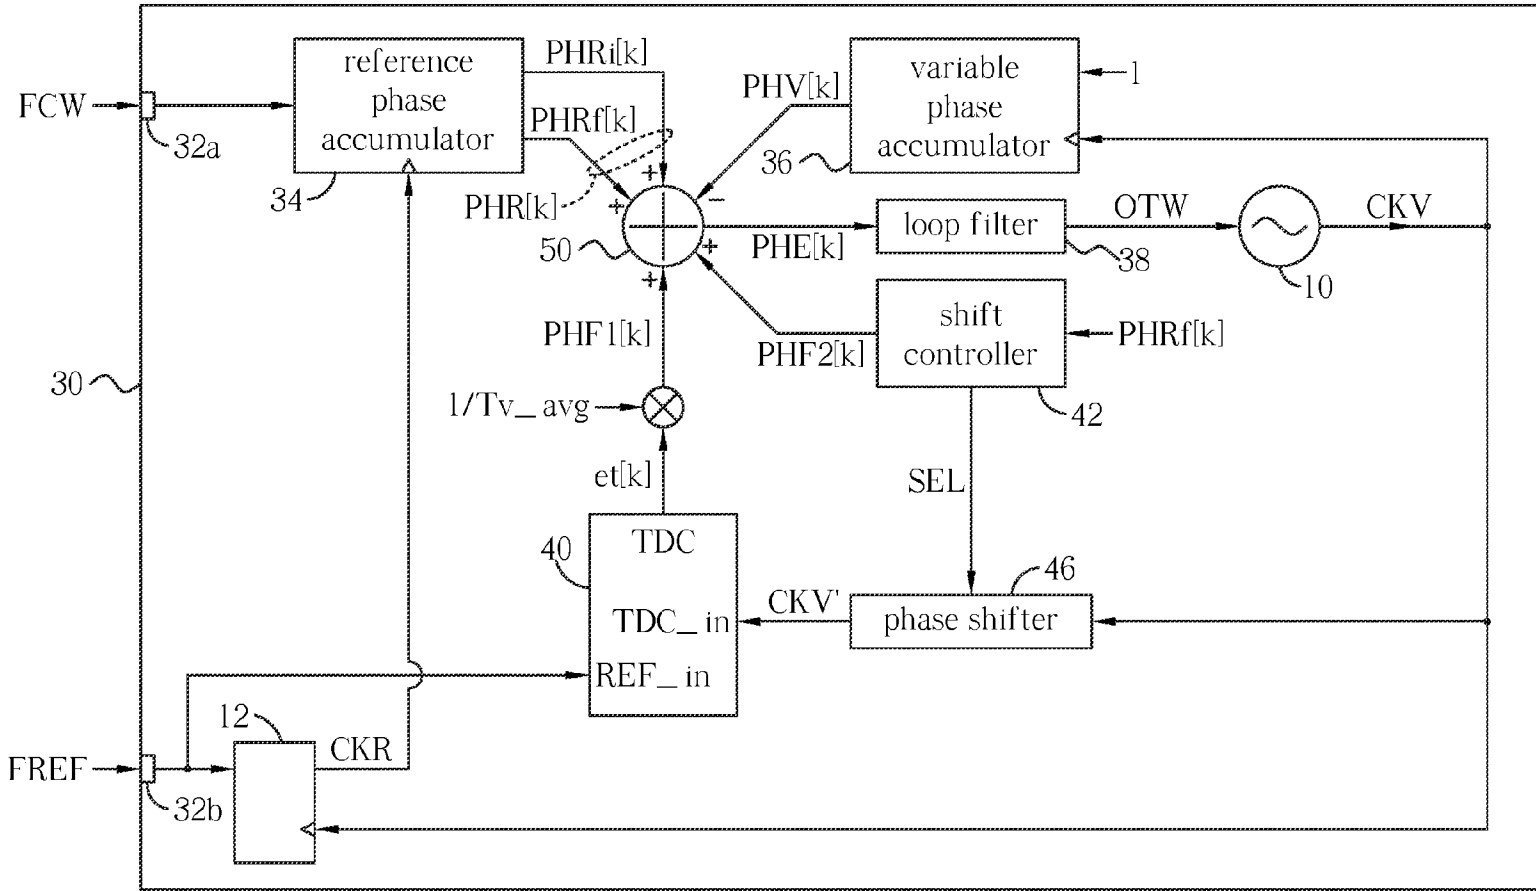 reference
phase
accumulator
PHRi[k]
PHRf[k]
PHR[k]
FCW
32a
34
PHV[k]
variable
phase
accumulator
1
36
50
PHE[k]
loop filter
38
OTW
10
CKV
30
PHF1[k]
PHF2[k]
shift
controller
PHRf[k]
42
1/Tv_avg
et[k]
SEL
40
TDC
TDC_in
REF_in
CKV'
46
phase shifter
12
CKR
FREF
32b